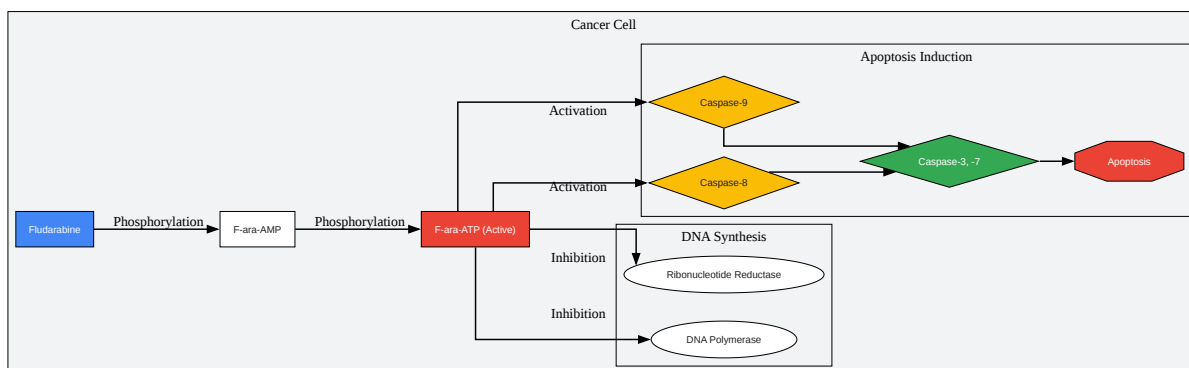 Cancer Cell
Apoptosis Induction
Caspase-9
Activation
Caspase-3, -7
Apoptosis
Caspase-8
Activation
Fludarabine
Phosphorylation
F-ara-AMP
Phosphorylation
F-ara-ATP (Active)
DNA Synthesis
Inhibition
Ribonucleotide Reductase
Inhibition
DNA Polymerase